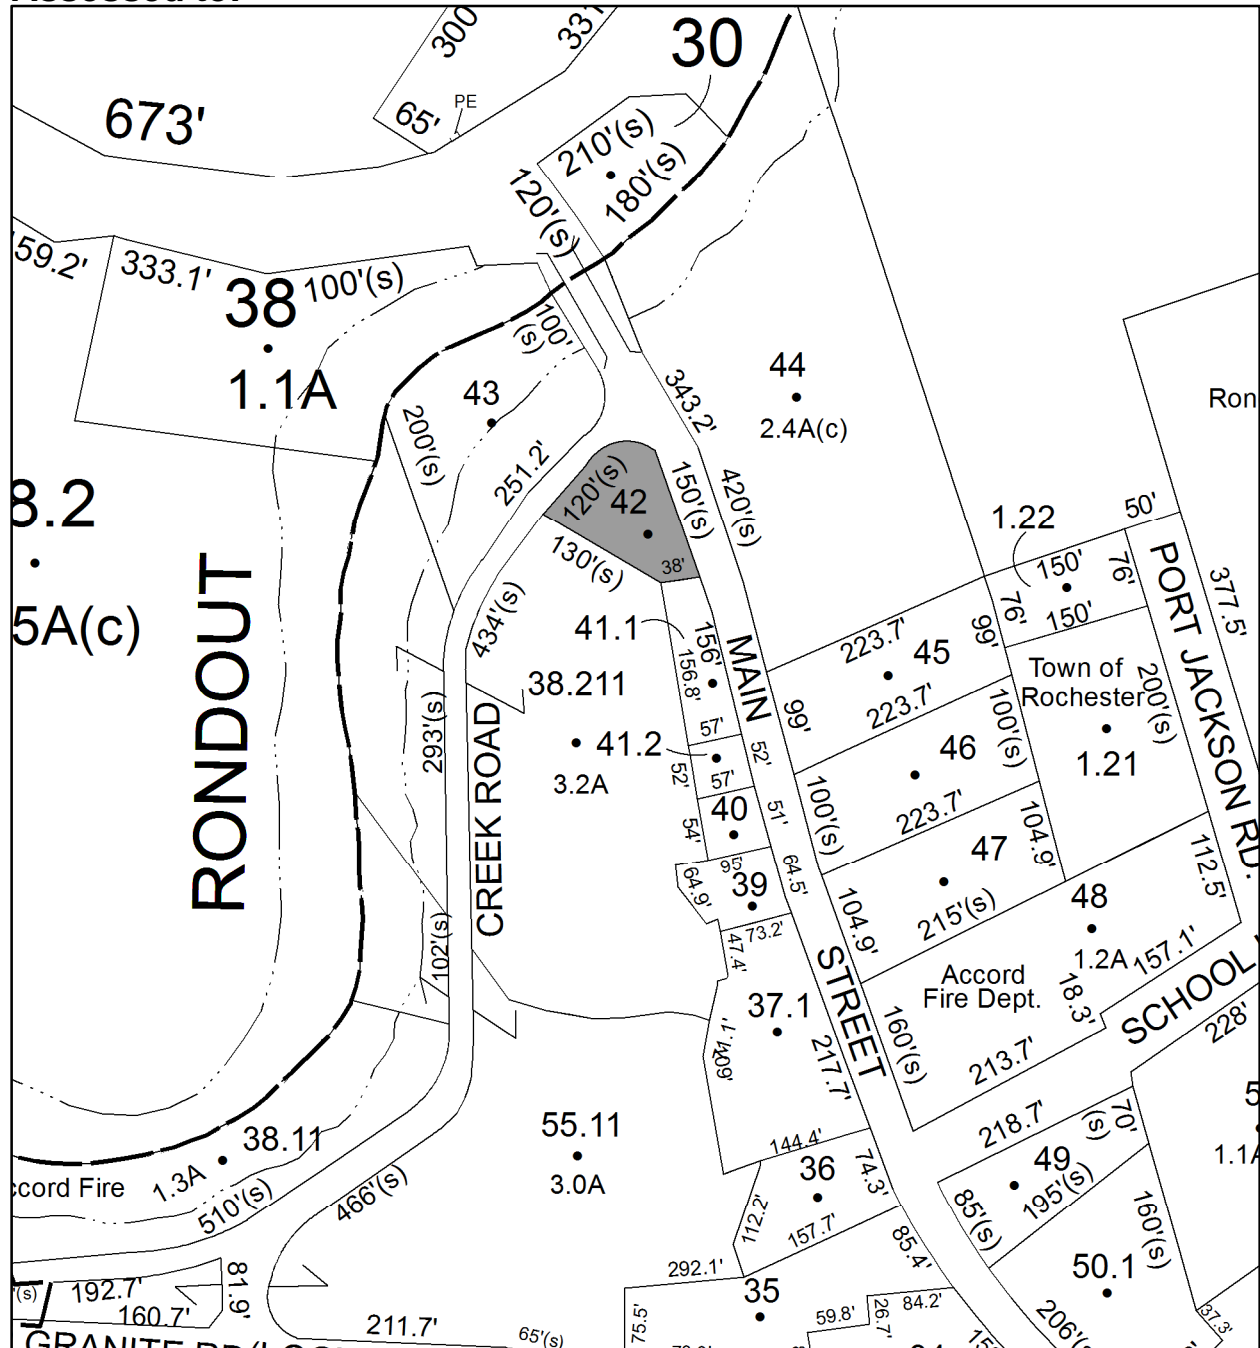 300
331
30
673'
65'
PE
210'(s)
180'(s)
120'(s)
59.2'
333.1'
100'(s)
38
1.1A
100'
(s)
43
200'(s)
251.2'
343.2'
44
2.4A(c)
Ron
120'(s)
42
150'(s)
420'(s)
38'
130'(s)
8.2
5A(c)
RONDOUT
434'(s)
1.22
50'
150'
76'
76'
150'
377.5'
PORT JACKSON RD.
41.1
156'
156.8'
MAIN
223.7'
45
99'
99'
Town of
Rochester
200'(s)
1.21
38.211
3.2A
293'(s)
CREEK ROAD
57'
41.2
52'
52'
57'
223.7'
100'(s)
46
100'(s)
223.7'
40
54'
51'
104.9'
47
112.5'
95'
64.9'
39
64.5'
73.2'
47.4'
104.9'
215'(s)
48
1.2A
157.1'
102'(s)
STREET
Accord
Fire Dept.
18.3'
SCHOOL
228'
37.1
217.7'
160'(s)
213.7'
109'
55.11
3.0A
144.4'
36
74.3'
112.2'
157.7'
218.7'
70'
(s)
49
195'(s)
85'(s)
160'(s)
1.1A
38.11
1.3A
ccord Fire
510'(s)
466'(s)
85.4'
50.1
206'(s)
37.3'
292.1'
35
75.5'
59.8'
26.7'
84.2'
(s)
192.7'
160.7'
81.9'
211.7'
65'(s)